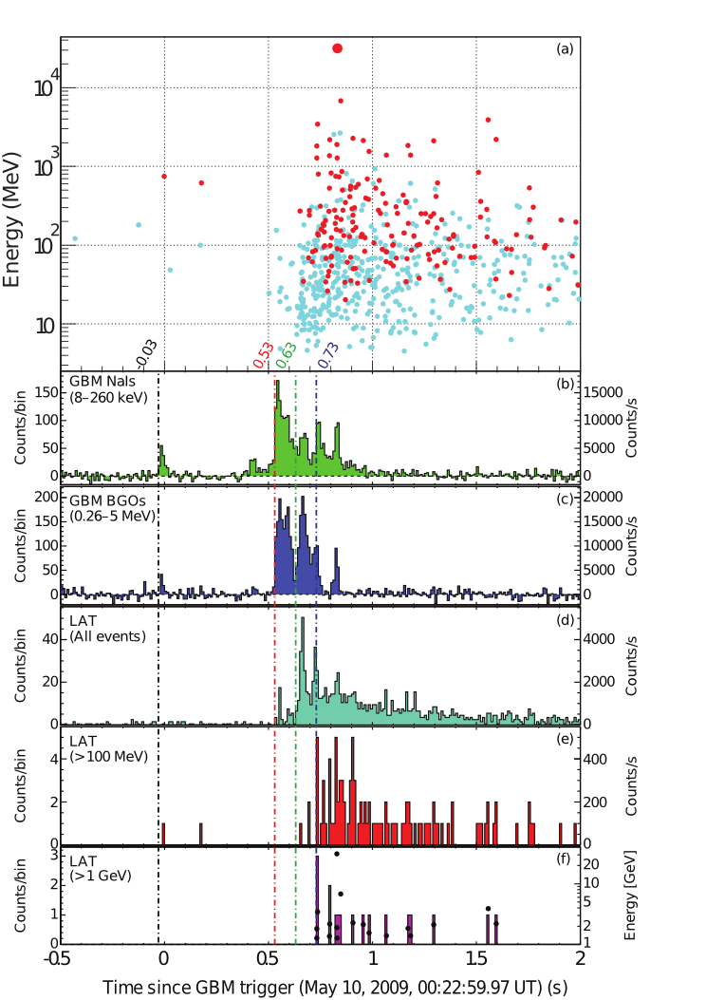 (a)
10^4
10^3
10^2
10
Energy (MeV)
-0.03
0.53
0.63
0.73
GBM NaIs
(8–260 keV)
(b)
150
100
50
0
Counts/bin
15000
10000
5000
0
Counts/s
GBM BGOs
(0.26–5 MeV)
(c)
200
150
100
50
0
Counts/bin
20000
15000
10000
5000
0
Counts/s
LAT
(All events)
(d)
40
20
0
Counts/bin
4000
2000
0
Counts/s
LAT
(>100 MeV)
(e)
4
2
0
Counts/bin
400
200
0
Counts/s
LAT
(>1 GeV)
(f)
3
2
1
0
Counts/bin
20
10
5
2
1
Energy [GeV]
-0.5 0 0.5 1 1.5 2
Time since GBM trigger (May 10, 2009, 00:22:59.97 UT) (s)